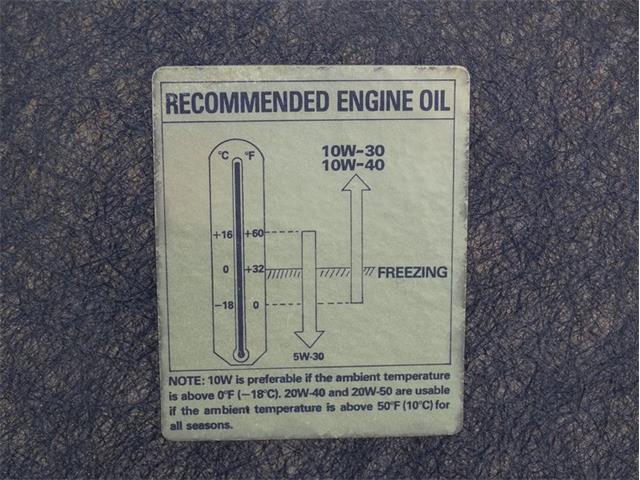 RECOMMENDED ENGINE OIL
°C °F
10W-30
10W-40
+16 +60
0 +32 FREEZING
-18 0
5W-30
NOTE: 10W is preferable if the ambient temperature
is above 0°F (-18°C). 20W-40 and 20W-50 are usable
if the ambient temperature is above 50°F (10°C) for
all seasons.